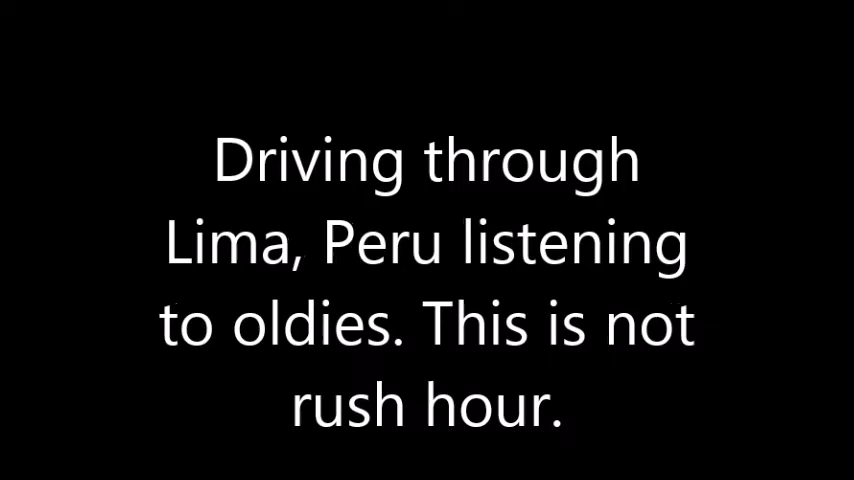 Driving through
Lima, Peru listening
to oldies. This is not
rush hour.